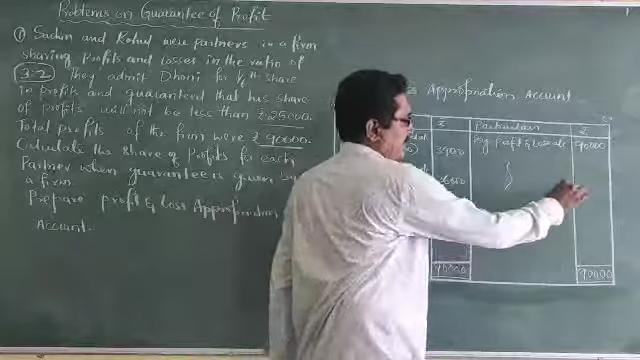 Problems on Guarantee of Profit
① Sachin and Rahul were partners in a firm
sharing profits and losses in the ratio of
3:2 They admit Dhoni for 1/6 th share
in profits and guaranteed that his share
of profits will not be less than ₹ 25000.
Total profits of the firm were ₹ 90000.
Calculate the share of profits for each
Partner when guarantee is given by
a firm.
Prepare profit & Loss Appropriation
Account.
Appropriation Account
₹ Particulars ₹
39000 By profit & Loss a/c 90000
90000 90000